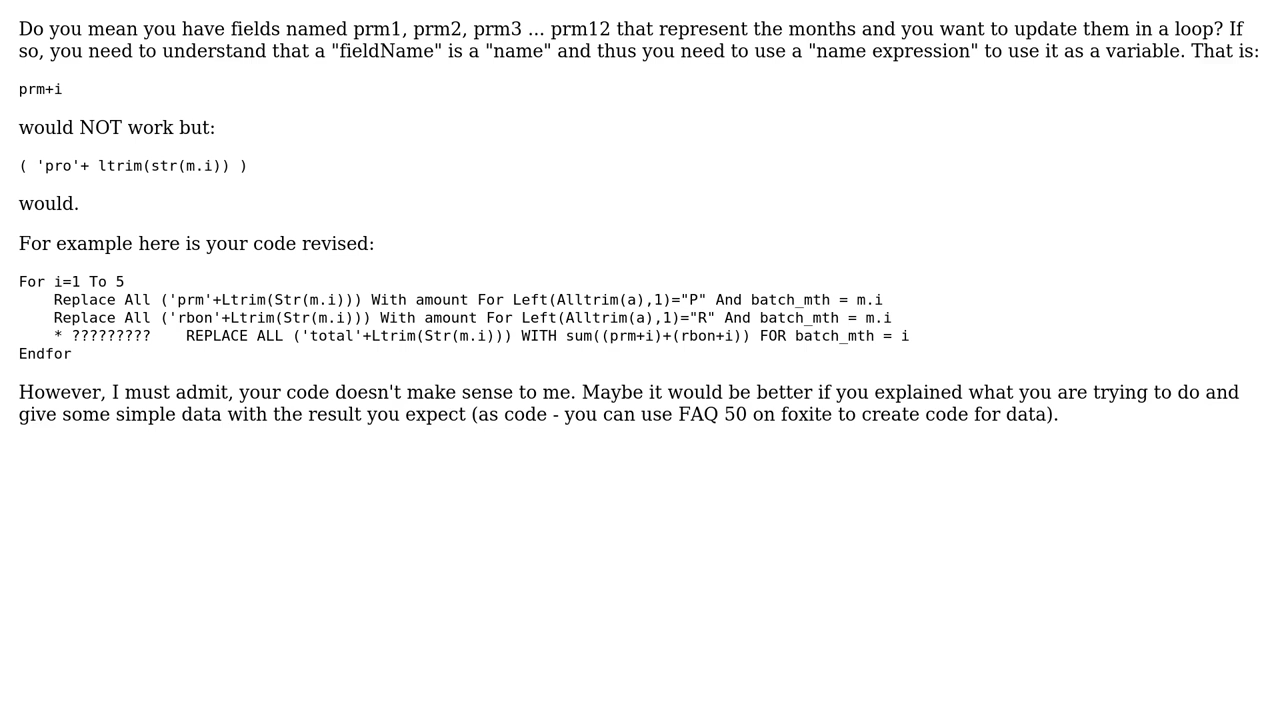 Do you mean you have fields named prm1, prm2, prm3 ... prm12 that represent the months and you want to update them in a loop? If
so, you need to understand that a "fieldName" is a "name" and thus you need to use a "name expression" to use it as a variable. That is:
prm+i
would NOT work but:
( 'pro'+ ltrim(str(m.i)) )
would.
For example here is your code revised:
For i=1 To 5
    Replace All ('prm'+Ltrim(Str(m.i))) With amount For Left(Alltrim(a),1)="P" And batch_mth = m.i
    Replace All ('rbon'+Ltrim(Str(m.i))) With amount For Left(Alltrim(a),1)="R" And batch_mth = m.i
    * ?????????    REPLACE ALL ('total'+Ltrim(Str(m.i))) WITH sum((prm+i)+(rbon+i)) FOR batch_mth = i
Endfor
However, I must admit, your code doesn't make sense to me. Maybe it would be better if you explained what you are trying to do and
give some simple data with the result you expect (as code - you can use FAQ 50 on foxite to create code for data).